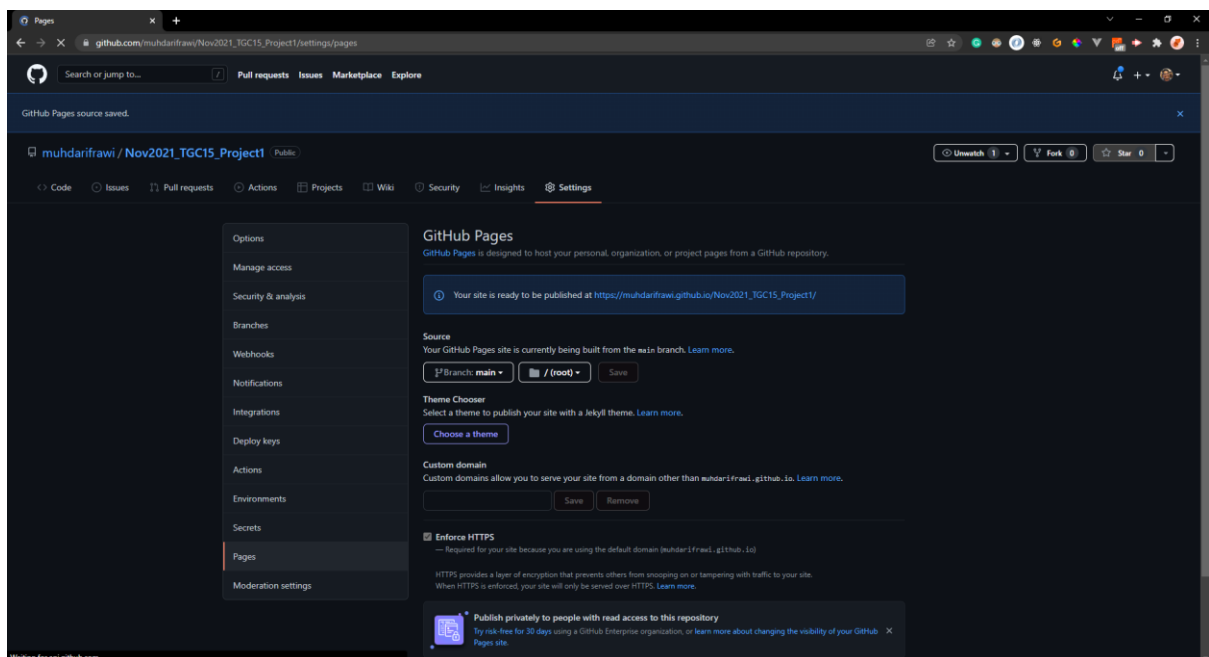 Pages
github.com/muhdarifrawi/Nov2021_TGC15_Project1/settings/pages
Search or jump to... / Pull requests Issues Marketplace Explore
GitHub Pages source saved.
muhdarifrawi / Nov2021_TGC15_Project1 Public
Unwatch 1 Fork 0 Star 0
Code Issues Pull requests Actions Projects Wiki Security Insights Settings
Options
Manage access
Security & analysis
Branches
Webhooks
Notifications
Integrations
Deploy keys
Actions
Environments
Secrets
Pages
Moderation settings
GitHub Pages
GitHub Pages is designed to host your personal, organization, or project pages from a GitHub repository.
Your site is ready to be published at https://muhdarifrawi.github.io/Nov2021_TGC15_Project1/
Source
Your GitHub Pages site is currently being built from the main branch. Learn more.
Branch: main / (root) Save
Theme Chooser
Select a theme to publish your site with a Jekyll theme. Learn more.
Choose a theme
Custom domain
Custom domains allow you to serve your site from a domain other than muhdarifrawi.github.io. Learn more.
Save Remove
Enforce HTTPS
— Required for your site because you are using the default domain (muhdarifrawi.github.io)
HTTPS provides a layer of encryption that prevents others from snooping on or tampering with traffic to your site.
When HTTPS is enforced, your site will only be served over HTTPS. Learn more.
Publish privately to people with read access to this repository
Try risk-free for 30 days using a GitHub Enterprise organization, or learn more about changing the visibility of your GitHub
Pages site.